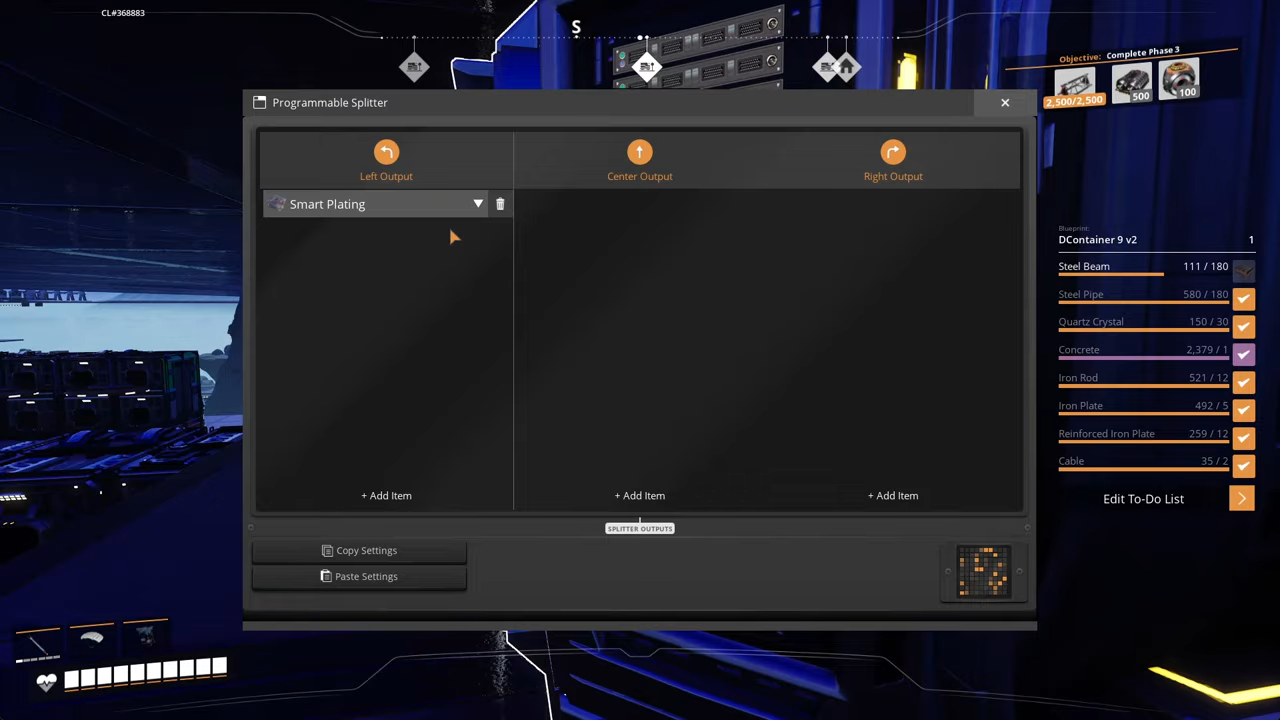 CL#368883
S
Objective: Complete Phase 3
2,500/2,500
500
100
Programmable Splitter
Left Output
Center Output
Right Output
Smart Plating
+ Add Item
+ Add Item
+ Add Item
SPLITTER OUTPUTS
Copy Settings
Paste Settings
Blueprint:
DContainer 9 v2 1
Steel Beam 111 / 180
Steel Pipe 580 / 180
Quartz Crystal 150 / 30
Concrete 2,379 / 1
Iron Rod 521 / 12
Iron Plate 492 / 5
Reinforced Iron Plate 259 / 12
Cable 35 / 2
Edit To-Do List